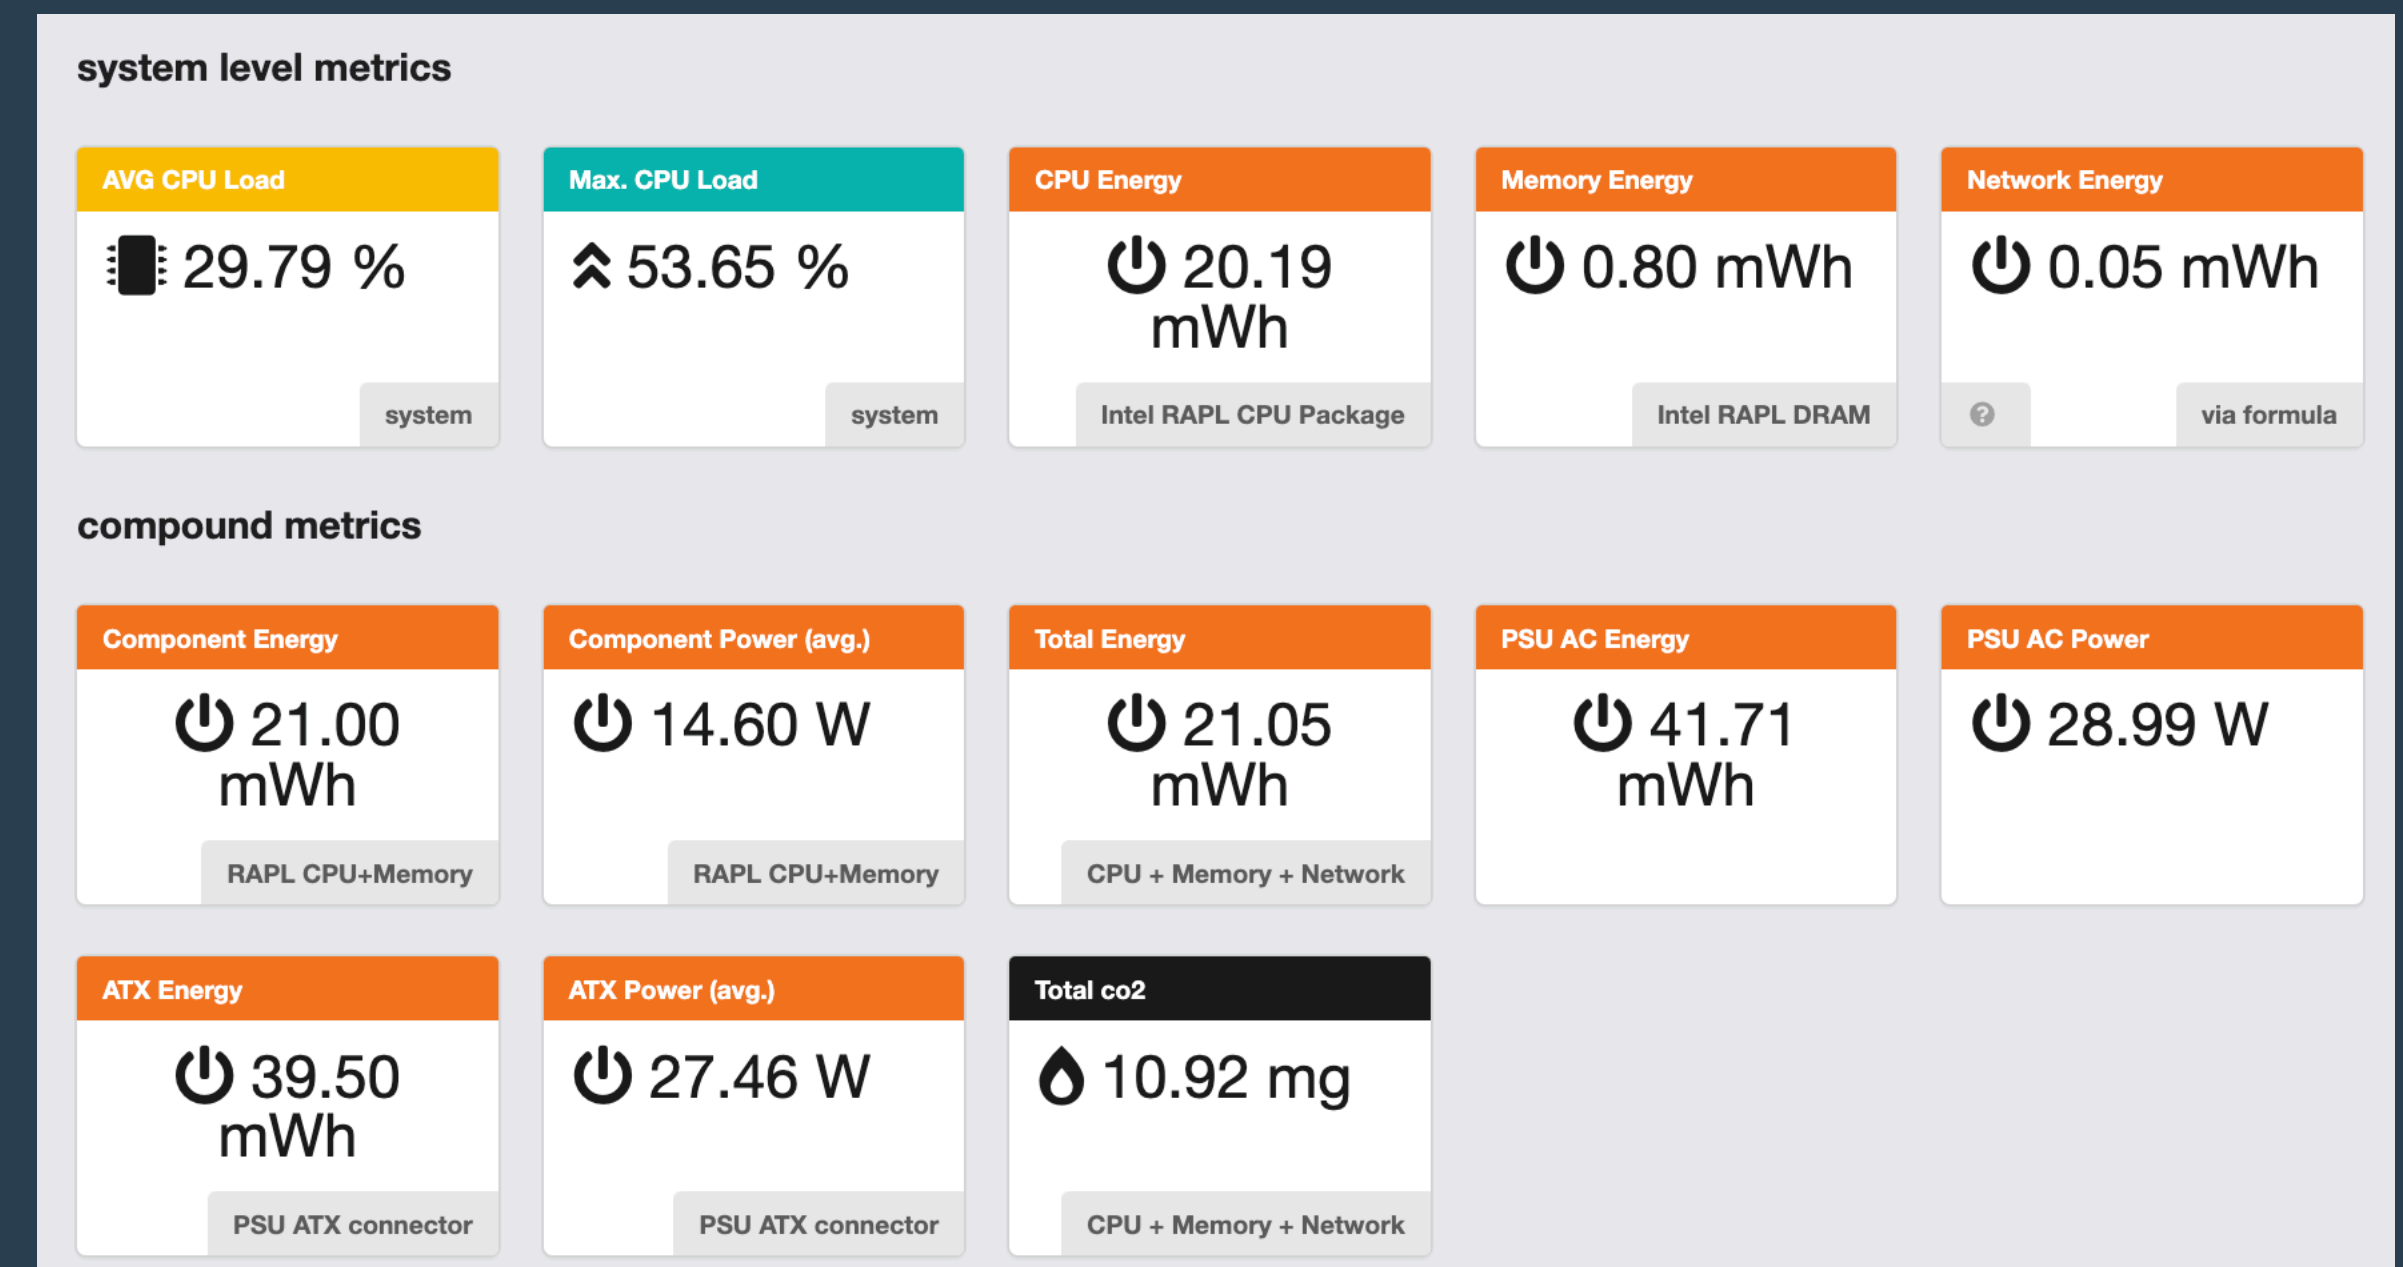 system level metrics
AVG CPU Load
29.79 %
system
Max. CPU Load
53.65 %
system
CPU Energy
20.19
mWh
Intel RAPL CPU Package
Memory Energy
0.80 mWh
Intel RAPL DRAM
Network Energy
0.05 mWh
?
via formula
compound metrics
Component Energy
21.00
mWh
RAPL CPU+Memory
Component Power (avg.)
14.60 W
RAPL CPU+Memory
Total Energy
21.05
mWh
CPU + Memory + Network
PSU AC Energy
41.71
mWh
PSU AC Power
28.99 W
ATX Energy
39.50
mWh
PSU ATX connector
ATX Power (avg.)
27.46 W
PSU ATX connector
Total co2
10.92 mg
CPU + Memory + Network